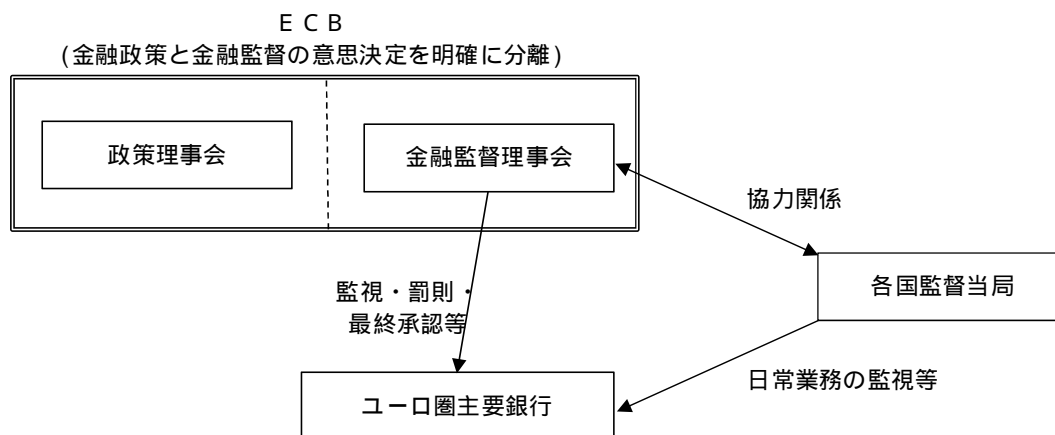 ＥＣＢ
(金融政策と金融監督の意思決定を明確に分離)
政策理事会
金融監督理事会
協力関係
各国監督当局
監視・罰則・
最終承認等
日常業務の監視等
ユーロ圏主要銀行